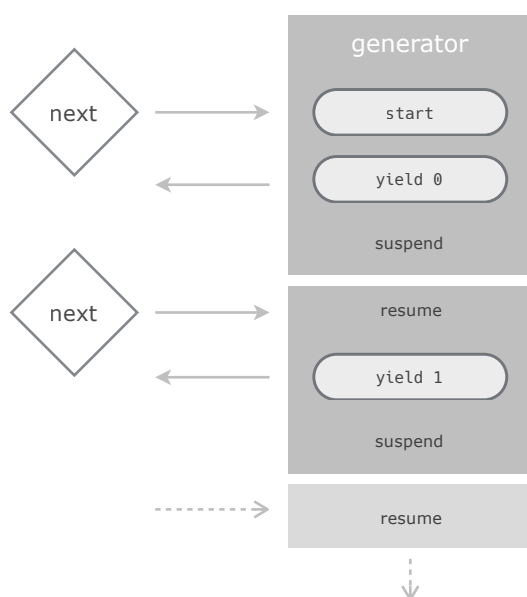 generator
next
start
yield 0
suspend
next
resume
yield 1
suspend
resume